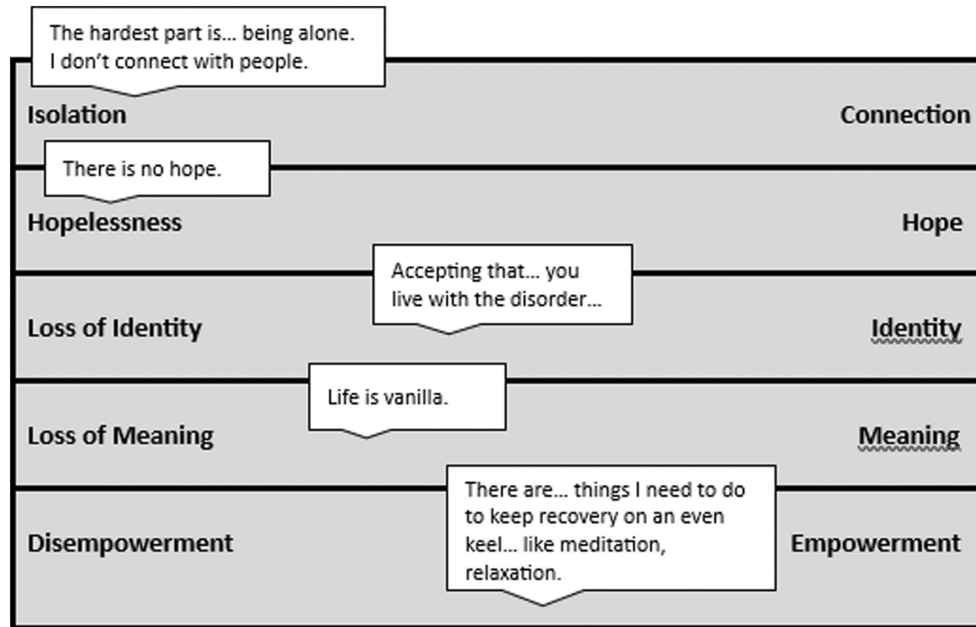 The hardest part is... being alone.
I don't connect with people.
Isolation
Connection
There is no hope.
Hopelessness
Hope
Accepting that... you
live with the disorder...
Loss of Identity
Identity
Life is vanilla.
Loss of Meaning
Meaning
There are... things I need to do
to keep recovery on an even
keel... like meditation,
relaxation.
Disempowerment
Empowerment